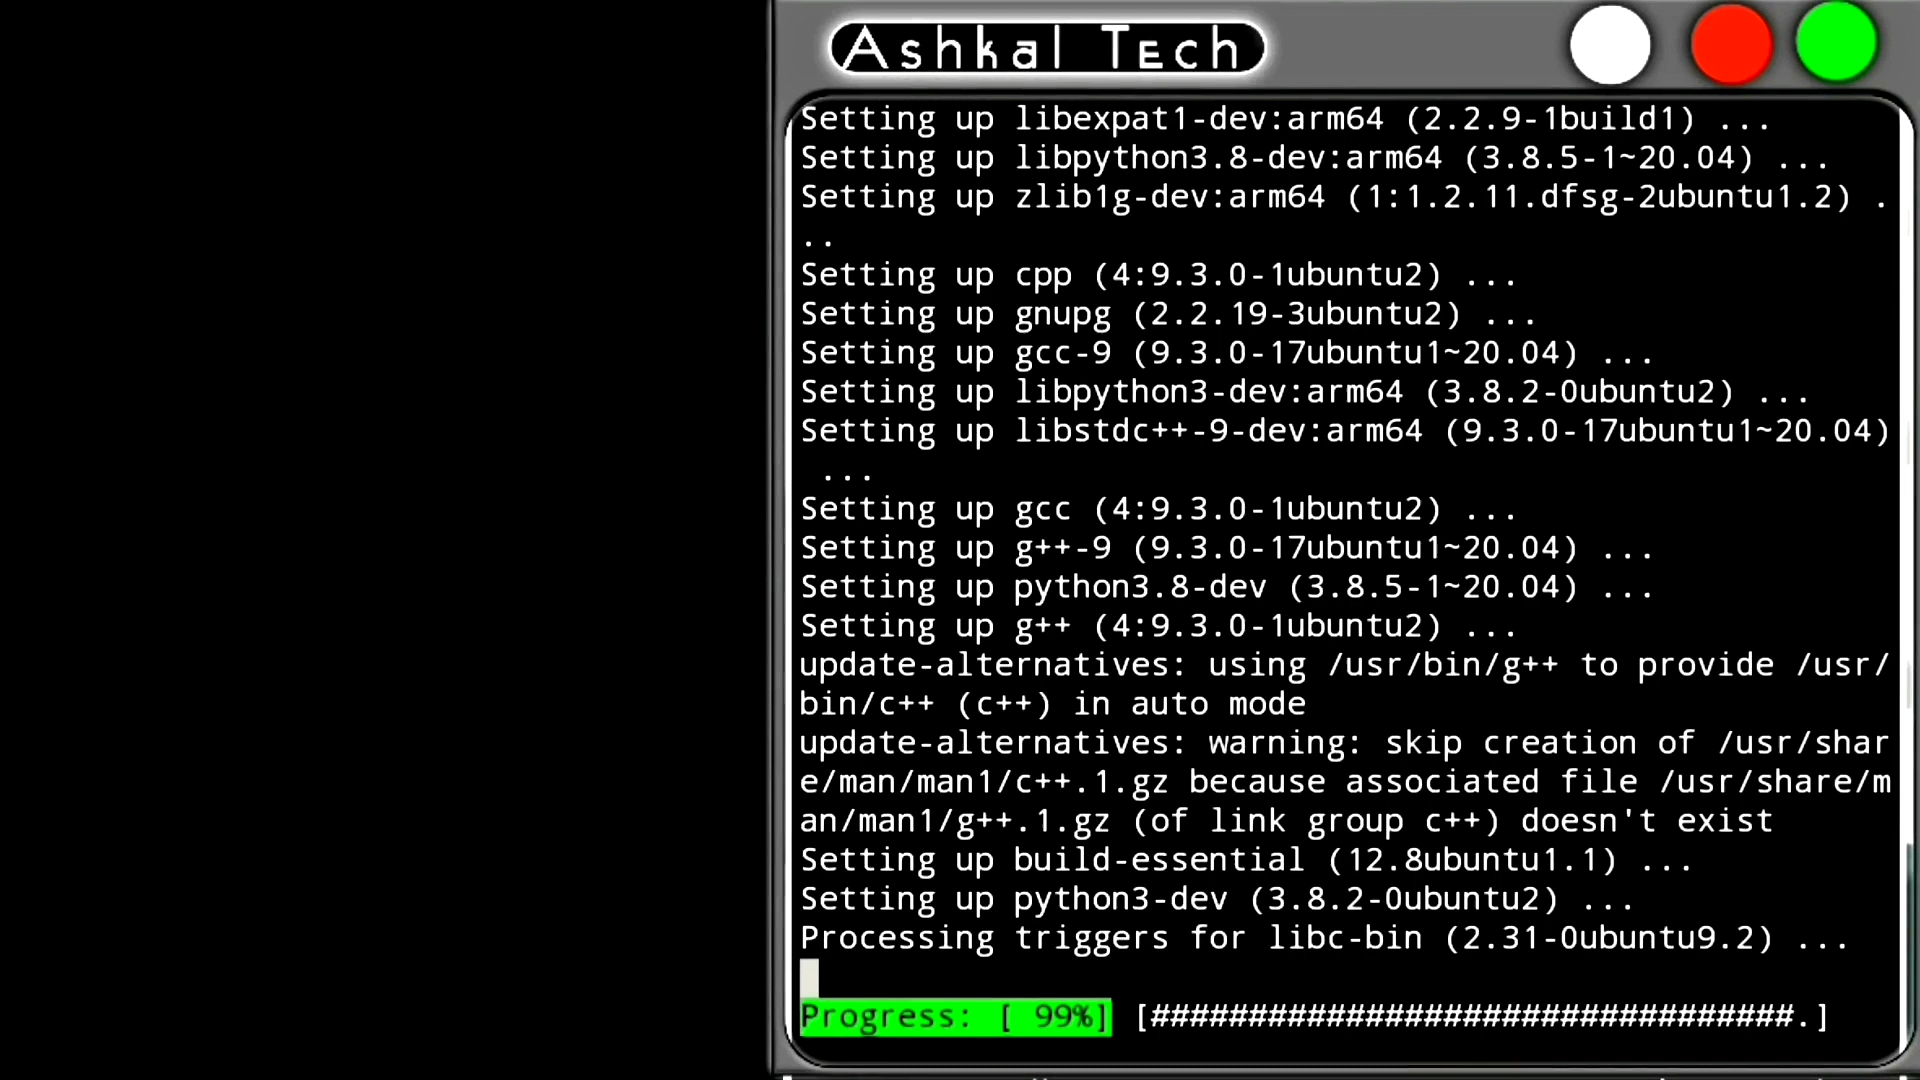 Ashkal Tech
Setting up libexpat1-dev:arm64 (2.2.9-1build1) ...
Setting up libpython3.8-dev:arm64 (3.8.5-1~20.04) ...
Setting up zlib1g-dev:arm64 (1:1.2.11.dfsg-2ubuntu1.2) .
..
Setting up cpp (4:9.3.0-1ubuntu2) ...
Setting up gnupg (2.2.19-3ubuntu2) ...
Setting up gcc-9 (9.3.0-17ubuntu1~20.04) ...
Setting up libpython3-dev:arm64 (3.8.2-0ubuntu2) ...
Setting up libstdc++-9-dev:arm64 (9.3.0-17ubuntu1~20.04)
 ...
Setting up gcc (4:9.3.0-1ubuntu2) ...
Setting up g++-9 (9.3.0-17ubuntu1~20.04) ...
Setting up python3.8-dev (3.8.5-1~20.04) ...
Setting up g++ (4:9.3.0-1ubuntu2) ...
update-alternatives: using /usr/bin/g++ to provide /usr/
bin/c++ (c++) in auto mode
update-alternatives: warning: skip creation of /usr/shar
e/man/man1/c++.1.gz because associated file /usr/share/m
an/man1/g++.1.gz (of link group c++) doesn't exist
Setting up build-essential (12.8ubuntu1.1) ...
Setting up python3-dev (3.8.2-0ubuntu2) ...
Processing triggers for libc-bin (2.31-0ubuntu9.2) ...
Progress: [ 99%] [#################################.]